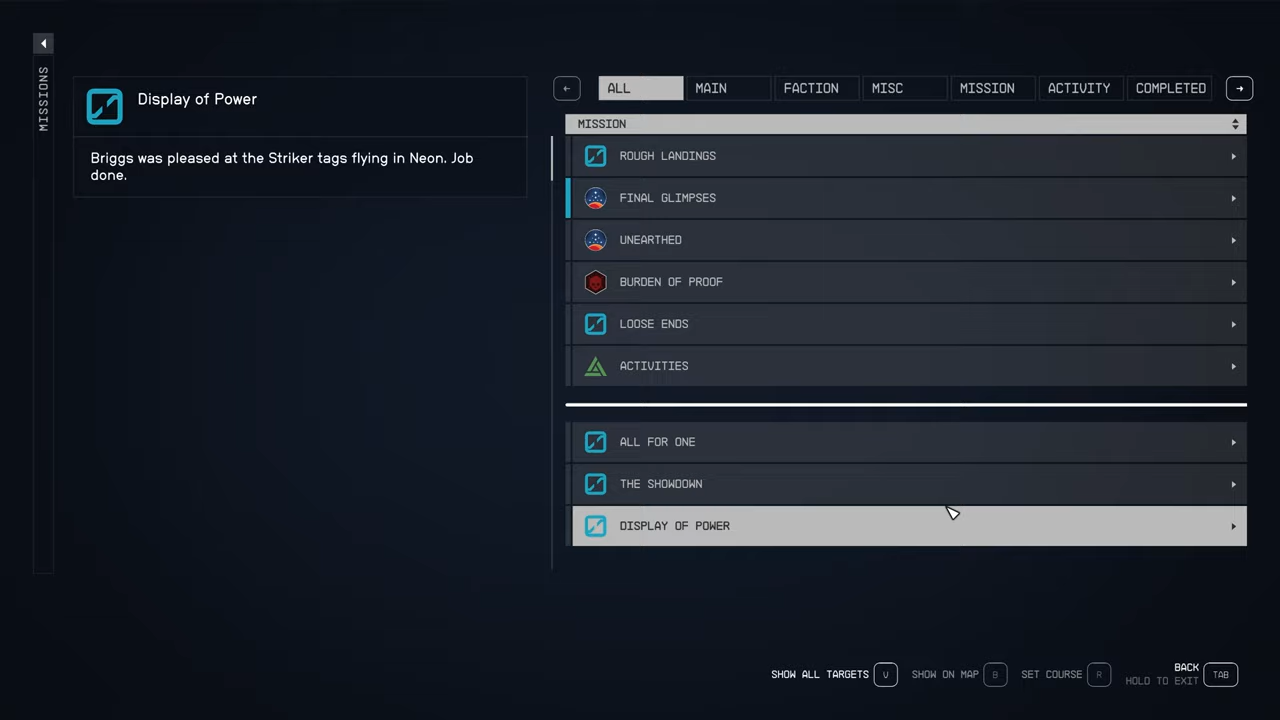 MISSIONS
Display of Power
Briggs was pleased at the Striker tags flying in Neon. Job
done.
ALL MAIN FACTION MISC MISSION ACTIVITY COMPLETED
MISSION
ROUGH LANDINGS
FINAL GLIMPSES
UNEARTHED
BURDEN OF PROOF
LOOSE ENDS
ACTIVITIES
ALL FOR ONE
THE SHOWDOWN
DISPLAY OF POWER
SHOW ALL TARGETS V SHOW ON MAP B SET COURSE R BACK TAB
HOLD TO EXIT